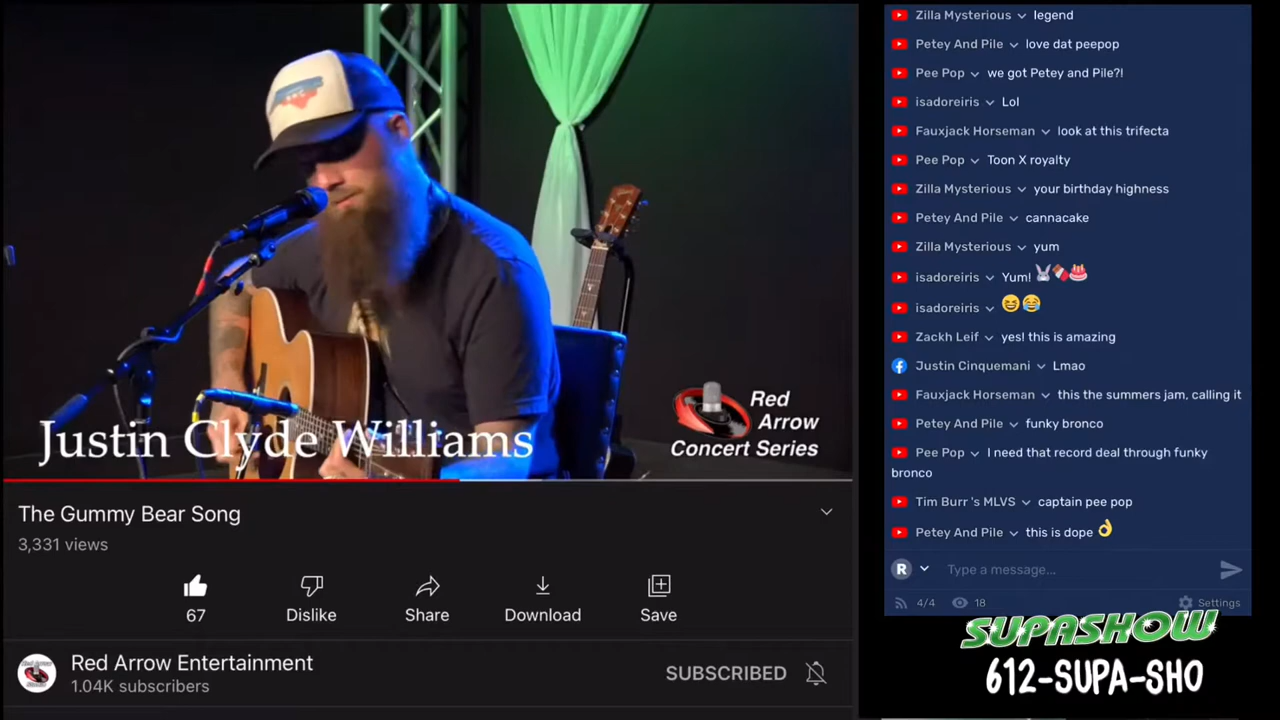 Justin Clyde Williams
Red
Arrow
Concert Series
The Gummy Bear Song
3,331 views
67
Dislike
Share
Download
Save
Red Arrow Entertainment
1.04K subscribers
SUBSCRIBED
Zilla Mysterious legend
Petey And Pile love dat peepop
Pee Pop we got Petey and Pile?!
isadoreiris Lol
Fauxjack Horseman look at this trifecta
Pee Pop Toon X royalty
Zilla Mysterious your birthday highness
Petey And Pile cannacake
Zilla Mysterious yum
isadoreiris Yum! 🐰🍫🎂
isadoreiris 😆😂
Zackh Leif yes! this is amazing
Justin Cinquemani Lmao
Fauxjack Horseman this the summers jam, calling it
Petey And Pile funky bronco
Pee Pop I need that record deal through funky
bronco
Tim Burr 's MLVS captain pee pop
Petey And Pile this is dope 👌
R Type a message...
4/4 18 Settings
SUPASHOW
612-SUPA-SHO